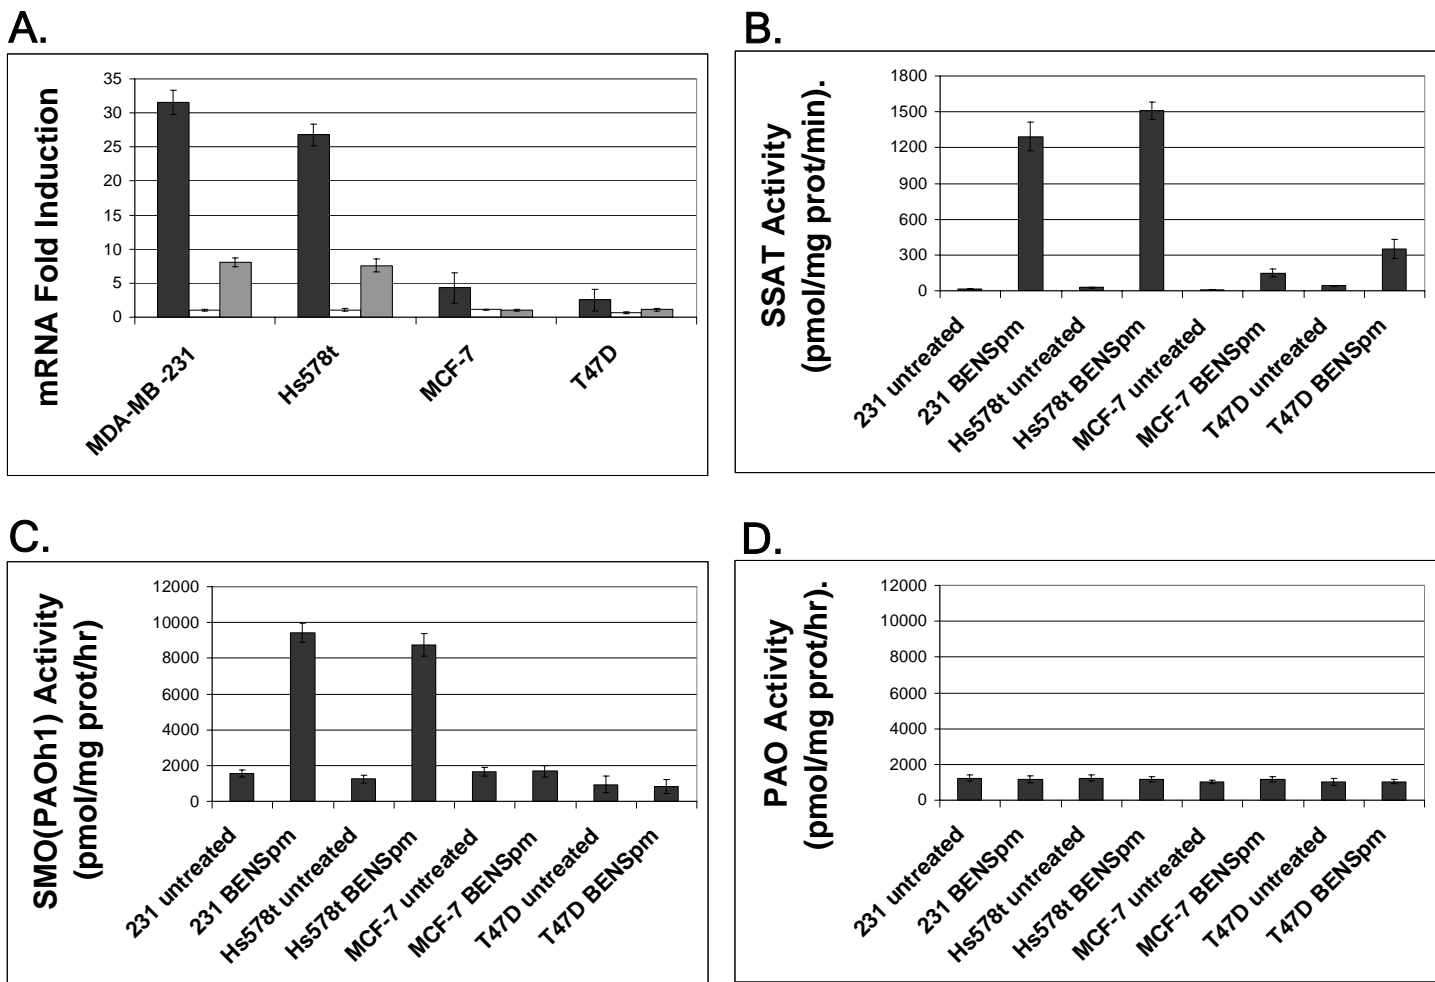 A.
mRNA Fold Induction
35
30
25
20
15
10
5
0
MDA-MB -231
Hs578t
MCF-7
T47D
B.
SSAT Activity
(pmol/mg prot/min).
1800
1500
1200
900
600
300
0
231 untreated
231 BENSpm
Hs578t untreated
Hs578t BENSpm
MCF-7 untreated
MCF-7 BENSpm
T47D untreated
T47D BENSpm
C.
SMO(PAOh1) Activity
(pmol/mg prot/hr)
12000
10000
8000
6000
4000
2000
0
231 untreated
231 BENSpm
Hs578t untreated
Hs578t BENSpm
MCF-7 untreated
MCF-7 BENSpm
T47D untreated
T47D BENSpm
D.
PAO Activity
(pmol/mg prot/hr).
12000
10000
8000
6000
4000
2000
0
231 untreated
231 BENSpm
Hs578t untreated
Hs578t BENSpm
MCF-7 untreated
MCF-7 BENSpm
T47D untreated
T47D BENSpm